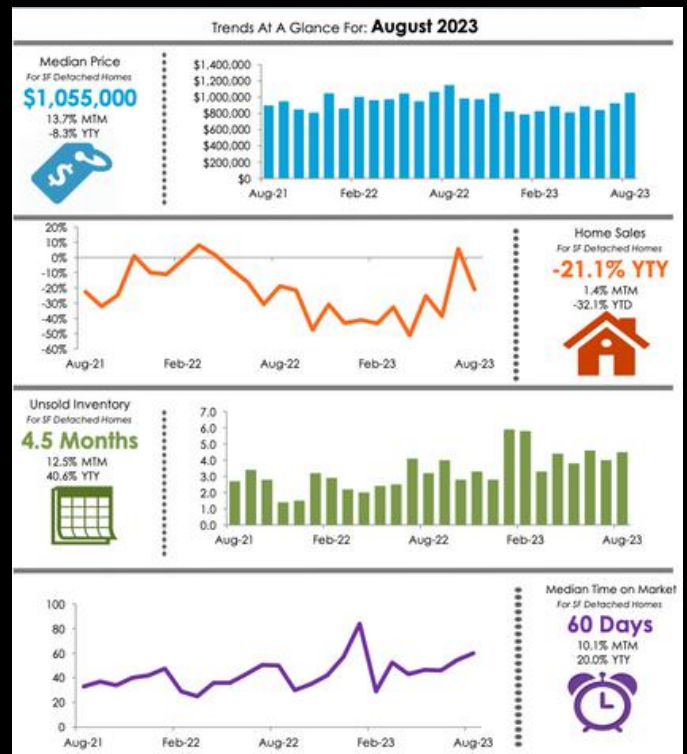 Trends At A Glance For: August 2023
Median Price
For SF Detached Homes
$1,055,000
13.7% MTM
-8.3% YTY
$
$1,400,000
$1,200,000
$1,000,000
$800,000
$600,000
$400,000
$200,000
$0
Aug-21 Feb-22 Aug-22 Feb-23 Aug-23
20%
10%
0%
-10%
-20%
-30%
-40%
-50%
-60%
Aug-21 Feb-22 Aug-22 Feb-23 Aug-23
Home Sales
For SF Detached Homes
-21.1% YTY
1.4% MTM
-32.1% YTD
Unsold Inventory
For SF Detached Homes
4.5 Months
12.5% MTM
40.6% YTY
7.0
6.0
5.0
4.0
3.0
2.0
1.0
0.0
Aug-21 Feb-22 Aug-22 Feb-23 Aug-23
100
80
60
40
20
0
Aug-21 Feb-22 Aug-22 Feb-23 Aug-23
Median Time on Market
For SF Detached Homes
60 Days
10.1% MTM
20.0% YTY